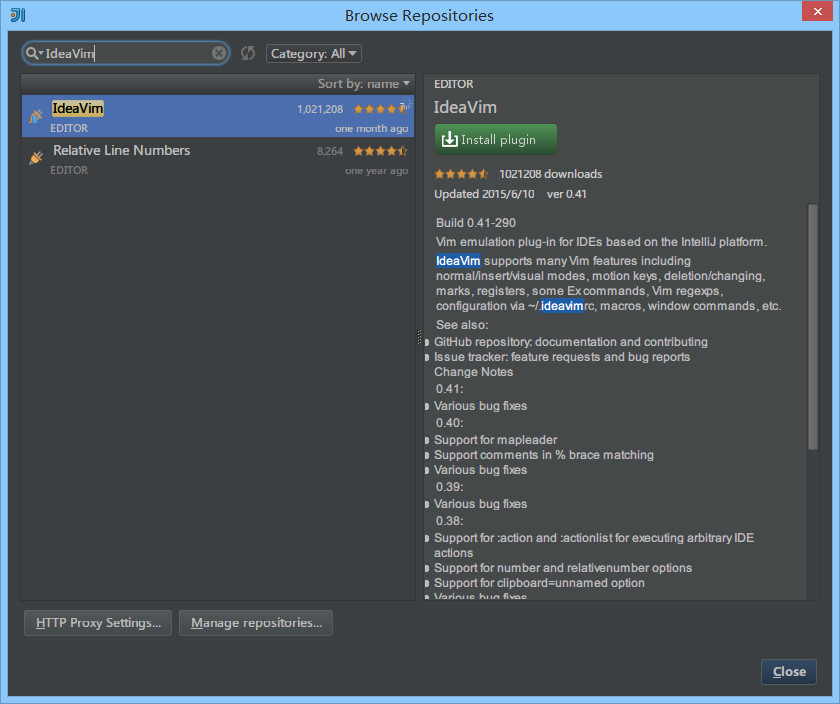 Browse Repositories
IdeaVim
Category: All
Sort by: name
IdeaVim
1,021,208
EDITOR
one month ago
Relative Line Numbers
8,264
EDITOR
one year ago
EDITOR
IdeaVim
Install plugin
1021208 downloads
Updated 2015/6/10 ver 0.41
Build 0.41-290
Vim emulation plug-in for IDEs based on the IntelliJ platform.
IdeaVim supports many Vim features including
normal/insert/visual modes, motion keys, deletion/changing,
marks, registers, some Ex commands, Vim regexps,
configuration via ~/.ideavimrc, macros, window commands, etc.
See also:
GitHub repository: documentation and contributing
Issue tracker: feature requests and bug reports
Change Notes
0.41:
Various bug fixes
0.40:
Support for mapleader
Support comments in % brace matching
Various bug fixes
0.39:
Various bug fixes
0.38:
Support for :action and :actionlist for executing arbitrary IDE
actions
Support for number and relativenumber options
Support for clipboard=unnamed option
Various bug fixes
HTTP Proxy Settings...
Manage repositories...
Close